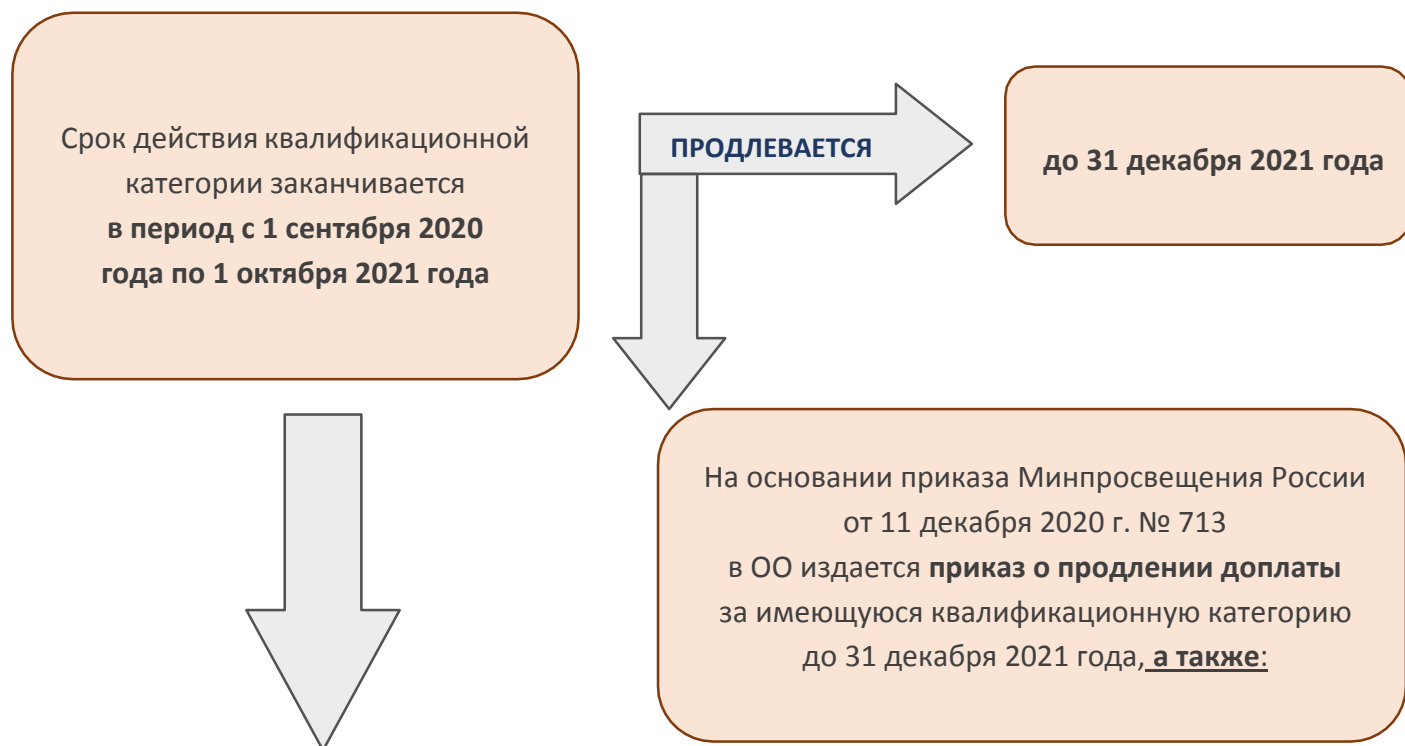 Срок действия квалификационной
категории заканчивается
в период с 1 сентября 2020
года по 1 октября 2021 года
ПРОДЛЕВАЕТСЯ
до 31 декабря 2021 года
На основании приказа Минпросвещения России
от 11 декабря 2020 г. № 713
в ОО издается приказ о продлении доплаты
за имеющуюся квалификационную категорию
до 31 декабря 2021 года, а также: